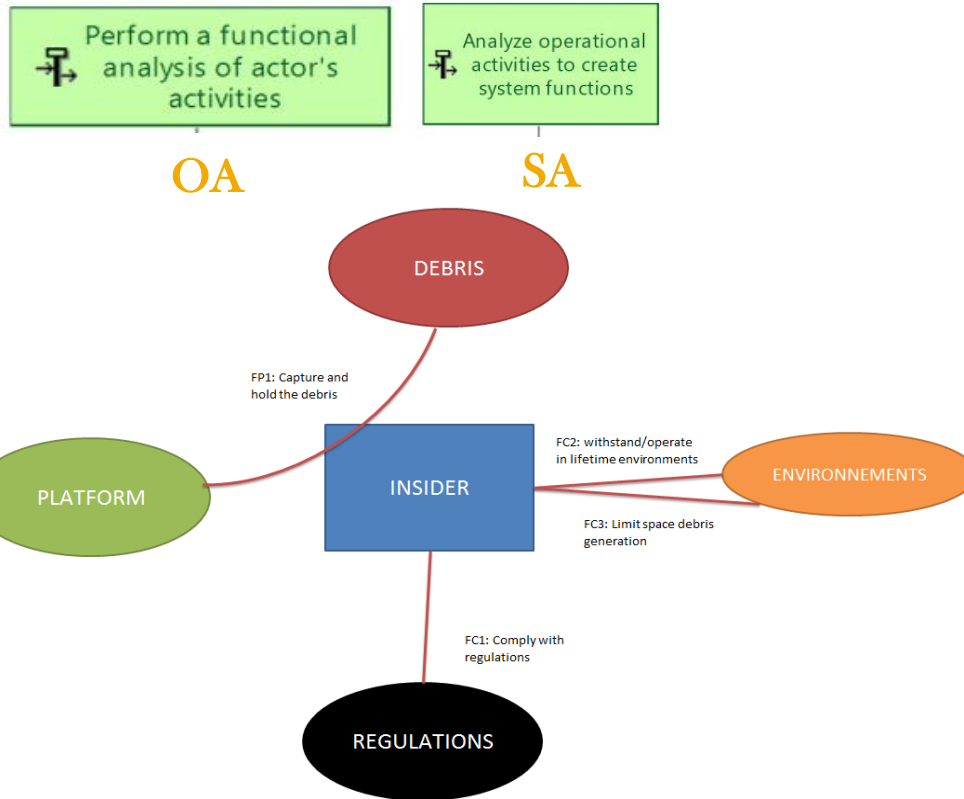 Perform a functional
analysis of actor's
activities
Analyze operational
activities to create
system functions
OA
SA
DEBRIS
FP1: Capture and
hold the debris
FC2: withstand/operate
in lifetime environments
PLATFORM
INSIDER
ENVIRONNEMENTS
FC3: Limit space debris
generation
FC1: Comply with
regulations
REGULATIONS